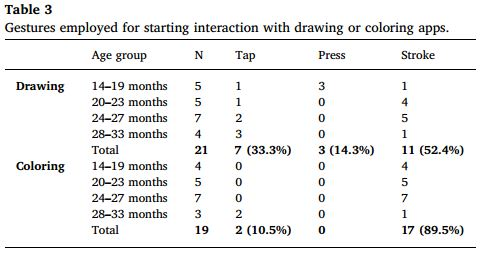 Table 3
Gestures employed for starting interaction with drawing or coloring apps.
Age group N Tap Press Stroke
Drawing 14–19 months 5 1 3 1
20–23 months 5 1 0 4
24–27 months 7 2 0 5
28–33 months 4 3 0 1
Total 21 7 (33.3%) 3 (14.3%) 11 (52.4%)
Coloring 14–19 months 4 0 0 4
20–23 months 5 0 0 5
24–27 months 7 0 0 7
28–33 months 3 2 0 1
Total 19 2 (10.5%) 0 17 (89.5%)